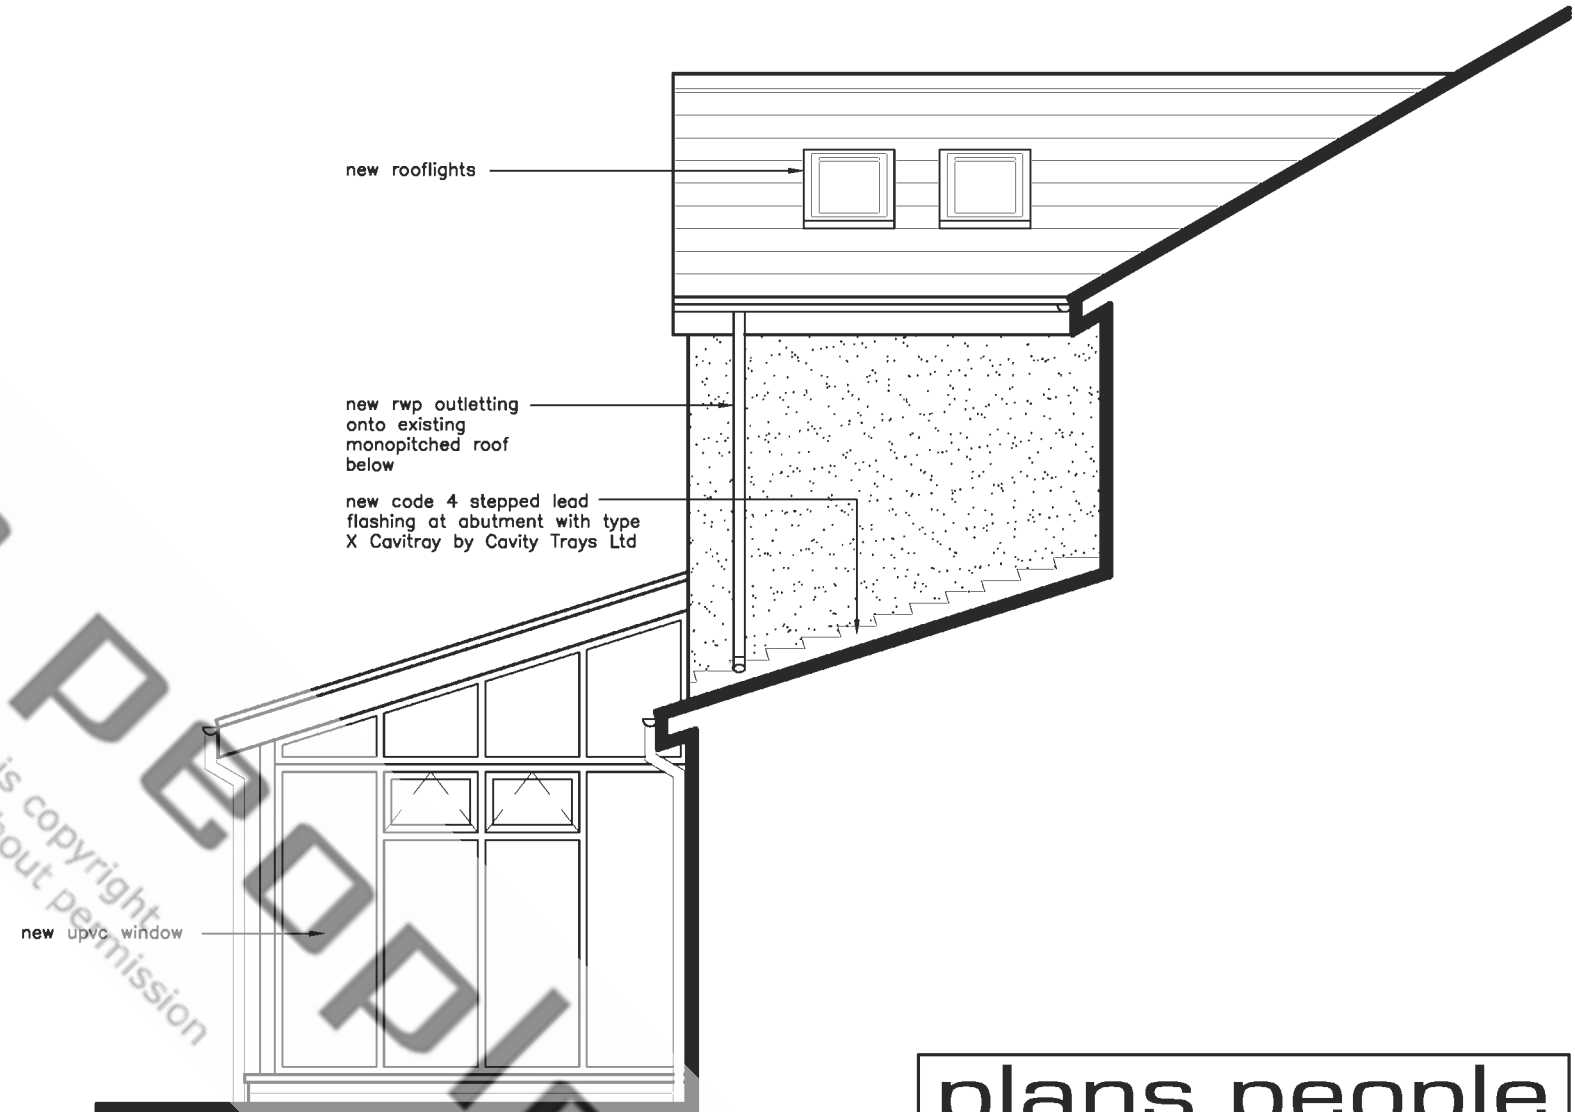 new rooflights
new rwp outletting
onto existing
monopitched roof
below
new code 4 stepped lead
flashing at abutment with type
X Cavitray by Cavity Trays Ltd
new upvc window
people
is copyright
out permission
plans people